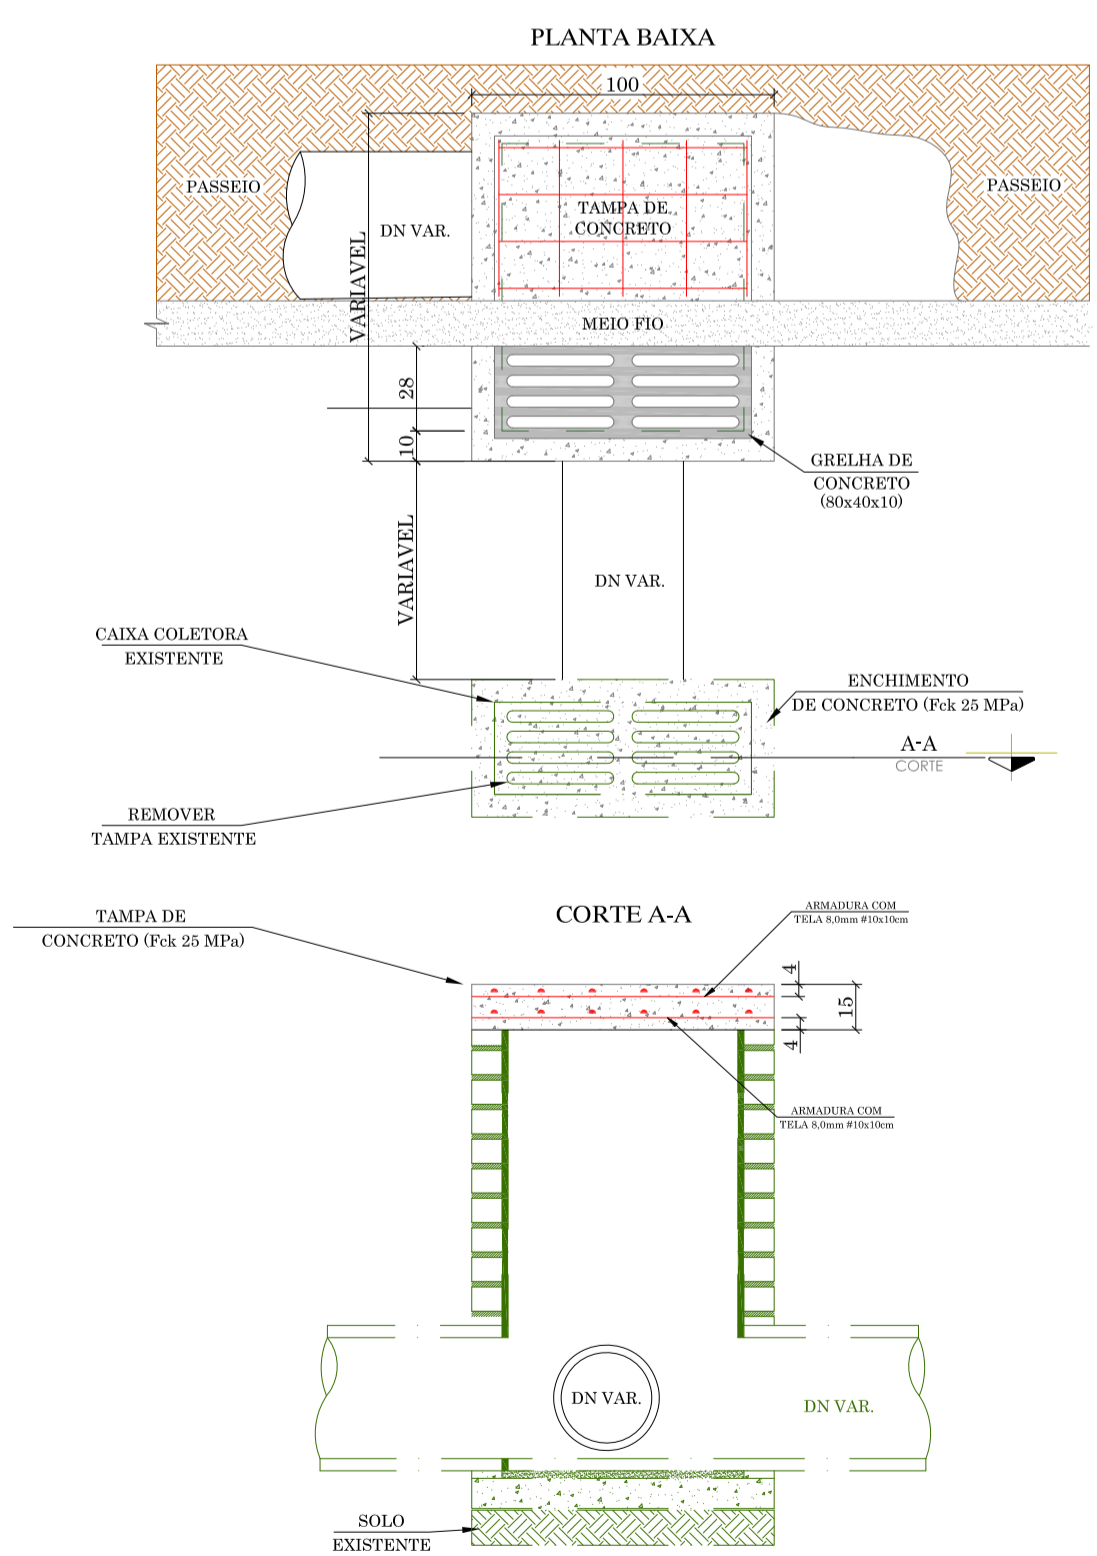 PLANTA BAIXA
100
PASSEIO
PASSEIO
DN VAR.
TAMPA DE
CONCRETO
VARIAVEL
MEIO FIO
28
10
GRELHA DE
CONCRETO
(80x40x10)
VARIAVEL
DN VAR.
CAIXA COLETORA
EXISTENTE
ENCHIMENTO
DE CONCRETO (Fck 25 MPa)
A-A
CORTE
REMOVER
TAMPA EXISTENTE
CORTE A-A
TAMPA DE
CONCRETO (Fck 25 MPa)
ARMADURA COM
TELA 8,0mm #10x10cm
4
15
4
ARMADURA COM
TELA 8,0mm #10x10cm
DN VAR.
DN VAR.
SOLO
EXISTENTE